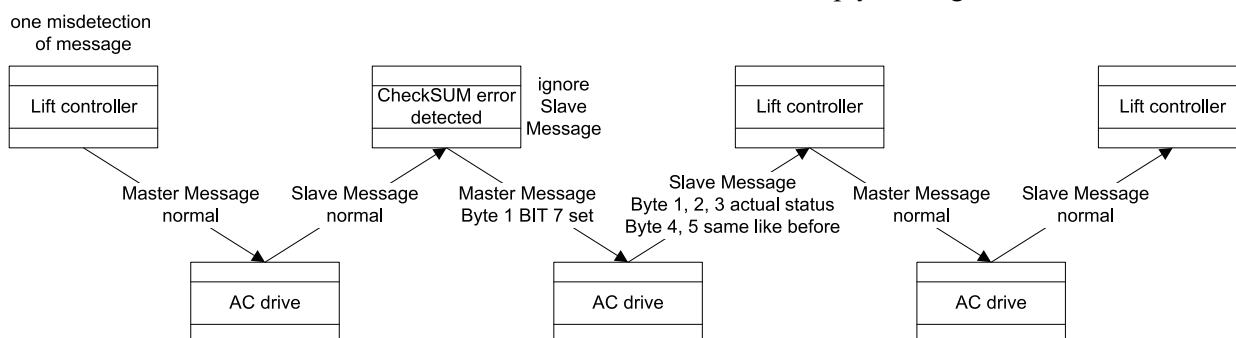 one misdetection
of message
Lift controller
CheckSUM error
detected
ignore
Slave
Message
Lift controller
Lift controller
Master Message
normal
Slave Message
normal
Master Message
Byte 1 BIT 7 set
Slave Message
Byte 1, 2, 3 actual status
Byte 4, 5 same like before
Master Message
normal
Slave Message
normal
AC drive
AC drive
AC drive